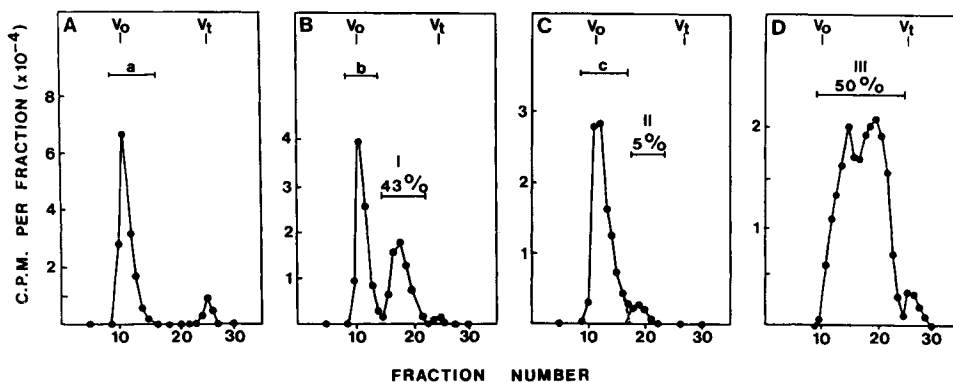 A
Vo
Vt
a
C.P.M. PER FRACTION (×10⁻⁴)
8
6
4
2
10
20
30
B
Vo
Vt
b
I
43%
4
3
2
1
10
20
30
C
Vo
Vt
c
II
5%
3
2
1
10
20
30
D
Vo
Vt
III
50%
2
1
10
20
30
FRACTION NUMBER